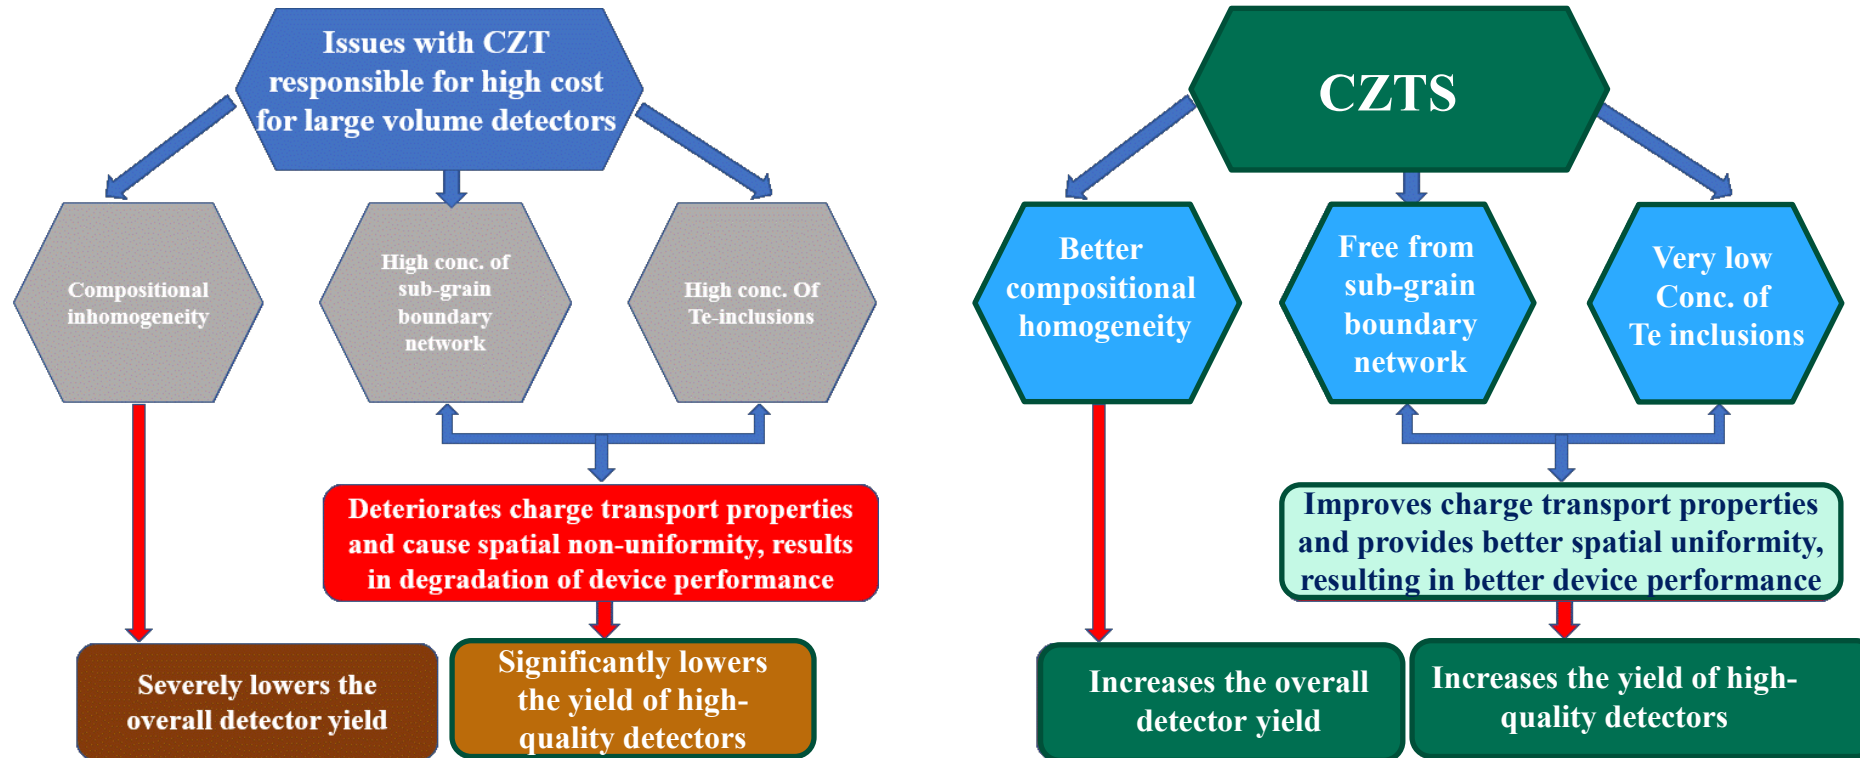 Issues with CZT
responsible for high cost
for large volume detectors
Compositional
inhomogeneity
High conc. of
sub-grain
boundary
network
High conc. Of
Te-inclusions
Deteriorates charge transport properties
and cause spatial non-uniformity, results
in degradation of device performance
Severely lowers the
overall detector yield
Significantly lowers
the yield of high-
quality detectors
CZTS
Better
compositional
homogeneity
Free from
sub-grain
boundary
network
Very low
Conc. of
Te inclusions
Improves charge transport properties
and provides better spatial uniformity,
resulting in better device performance
Increases the overall
detector yield
Increases the yield of high-
quality detectors